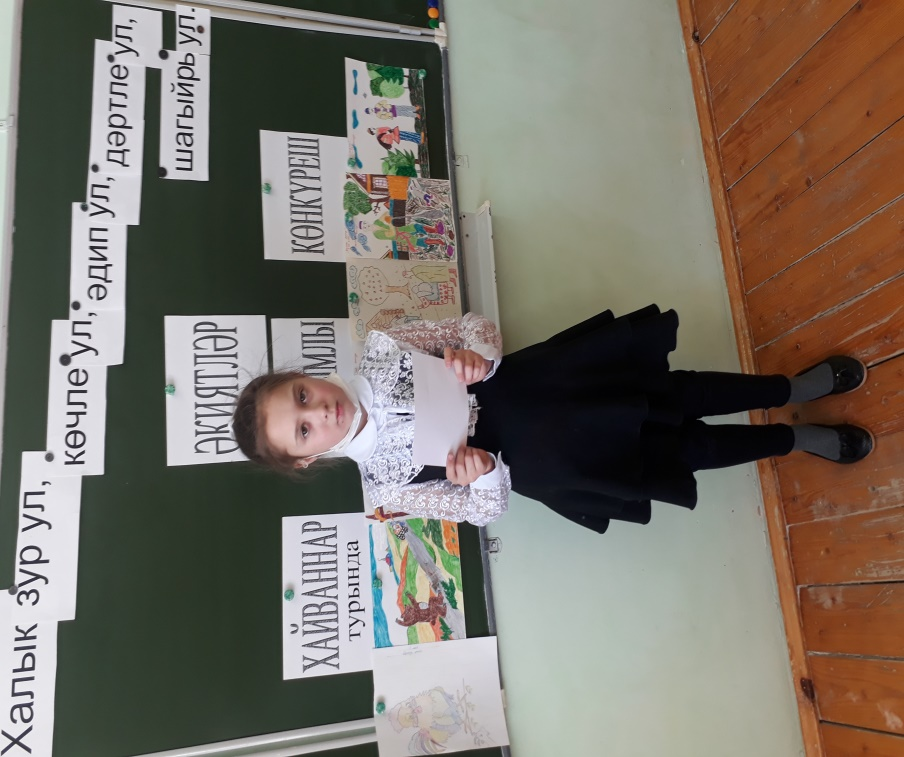 Халык зур ул,
көчле ул, әдип ул, дәртле ул,
шагыйрь ул.
ӘКИЯТЛӘР
ХАЙВАННАР
турында
КӨНКҮРЕШ